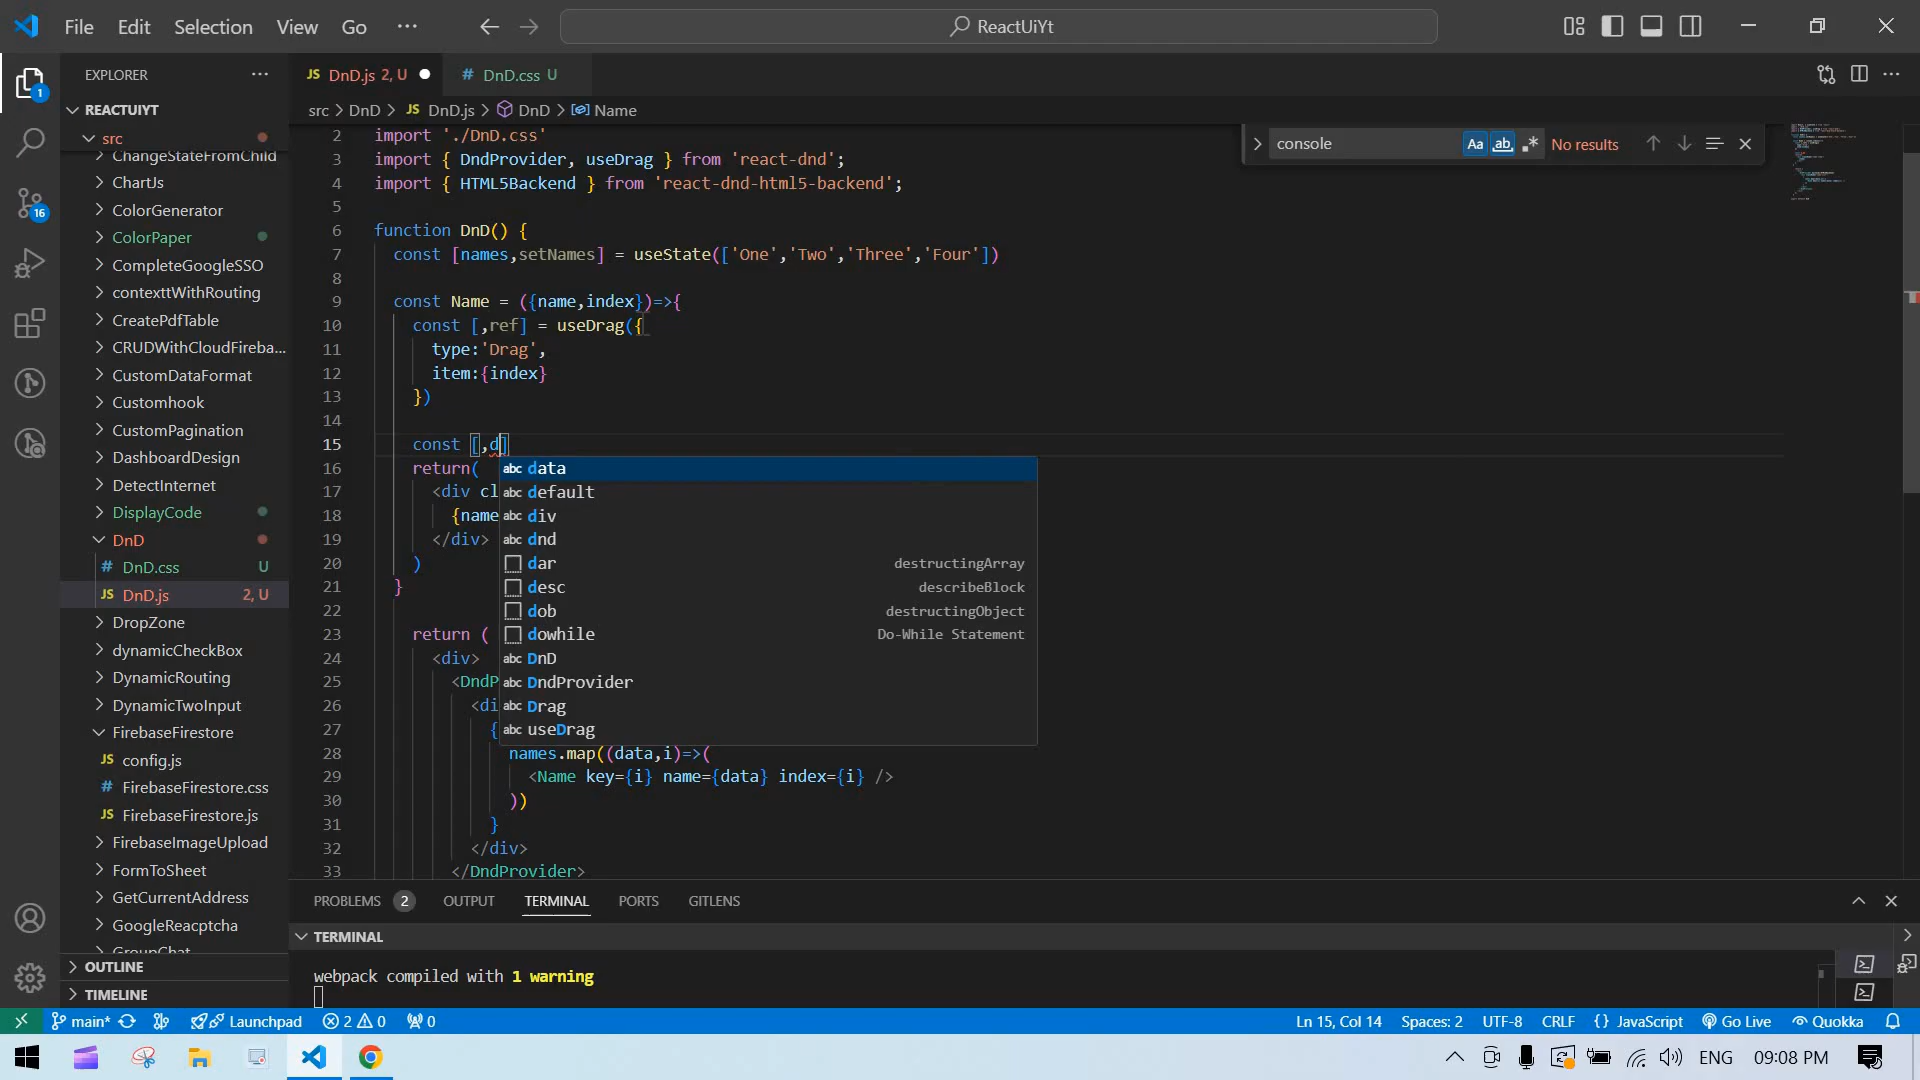 File Edit Selection View Go ··· ReactUiYt
EXPLORER ···
REACTUIYT
src
ChangeStateFromChild
ChartJs
ColorGenerator
ColorPaper
CompleteGoogleSSO
contexttWithRouting
CreatePdfTable
CRUDWithCloudFireba...
CustomDataFormat
Customhook
CustomPagination
DashboardDesign
DetectInternet
DisplayCode
DnD
# DnD.css U
JS DnD.js 2, U
DropZone
dynamicCheckBox
DynamicRouting
DynamicTwoInput
FirebaseFirestore
JS config.js
# FirebaseFirestore.css
JS FirebaseFirestore.js
FirebaseImageUpload
FormToSheet
GetCurrentAddress
GoogleReacptcha
GroupChat
OUTLINE
TIMELINE
1
16
JS DnD.js 2, U # DnD.css U
src > DnD > JS DnD.js > DnD > Name
console Aa ab .* No results
2 import './DnD.css'
3 import { DndProvider, useDrag } from 'react-dnd';
4 import { HTML5Backend } from 'react-dnd-html5-backend';
5
6 function DnD() {
7 const [names,setNames] = useState(['One','Two','Three','Four'])
8
9 const Name = ({name,index})=>{
10 const [,ref] = useDrag({
11 type:'Drag',
12 item:{index}
13 })
14
15 const [,d]
16 return(
17 <div cl
18 {name
19 </div>
20 )
21 }
22
23 return (
24 <div>
25 <DndP
26 <di
27 {
28 names.map((data,i)=>(
29 <Name key={i} name={data} index={i} />
30 ))
31 }
32 </div>
33 </DndProvider>
abc data
abc default
abc div
abc dnd
dar destructingArray
desc describeBlock
dob destructingObject
dowhile Do-While Statement
abc DnD
abc DndProvider
abc Drag
abc useDrag
PROBLEMS 2 OUTPUT TERMINAL PORTS GITLENS
TERMINAL
webpack compiled with 1 warning
main* Launchpad 2 0 0 Ln 15, Col 14 Spaces: 2 UTF-8 CRLF {} JavaScript Go Live Quokka
ENG 09:08 PM